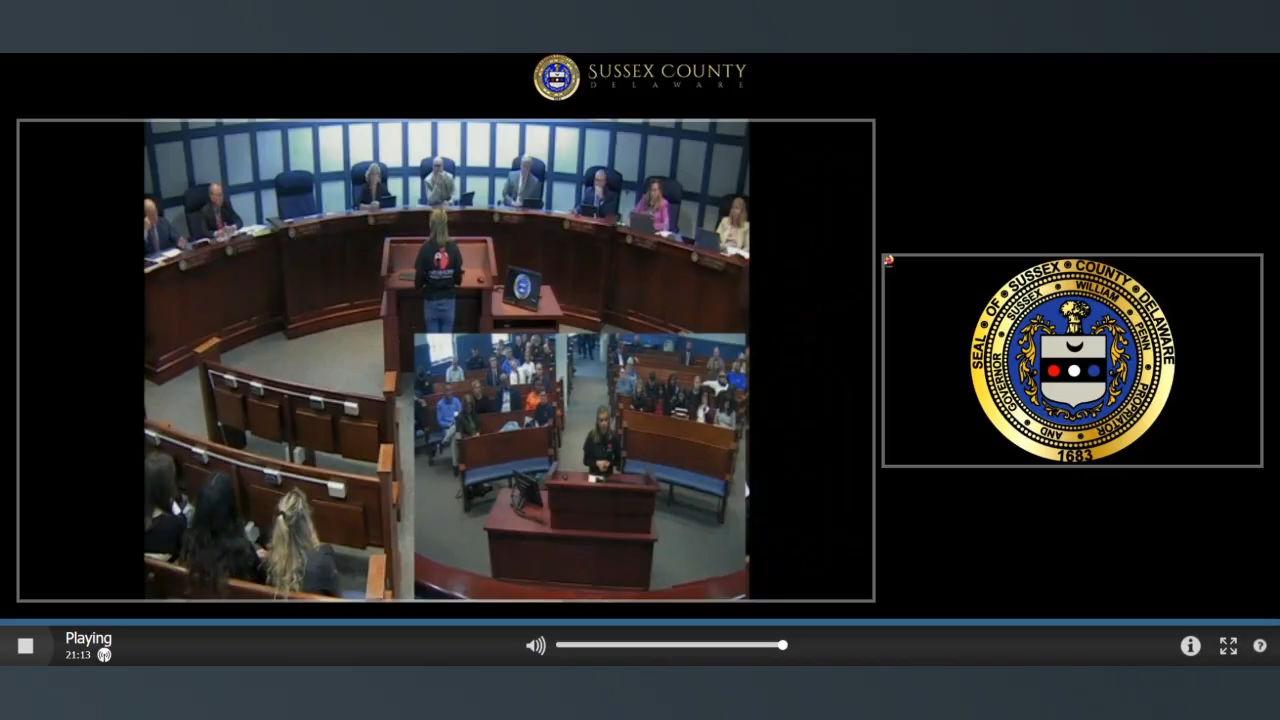 SUSSEX COUNTY
DELAWARE
SEAL OF SUSSEX COUNTY DELAWARE
WILLIAM PENN PROPRIETOR AND GOVERNOR SUSSEX
1683
Playing
21:13